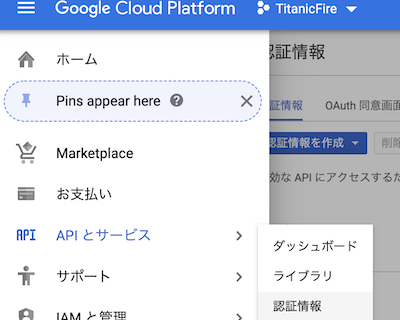 Google Cloud Platform
TitanicFire
ホーム
Pins appear here
Marketplace
お支払い
API APIとサービス
サポート
IAM と管理
認証情報
認証情報
OAuth 同意画面
認証情報を作成
削除
効な API にアクセスするた
ダッシュボード
ライブラリ
認証情報